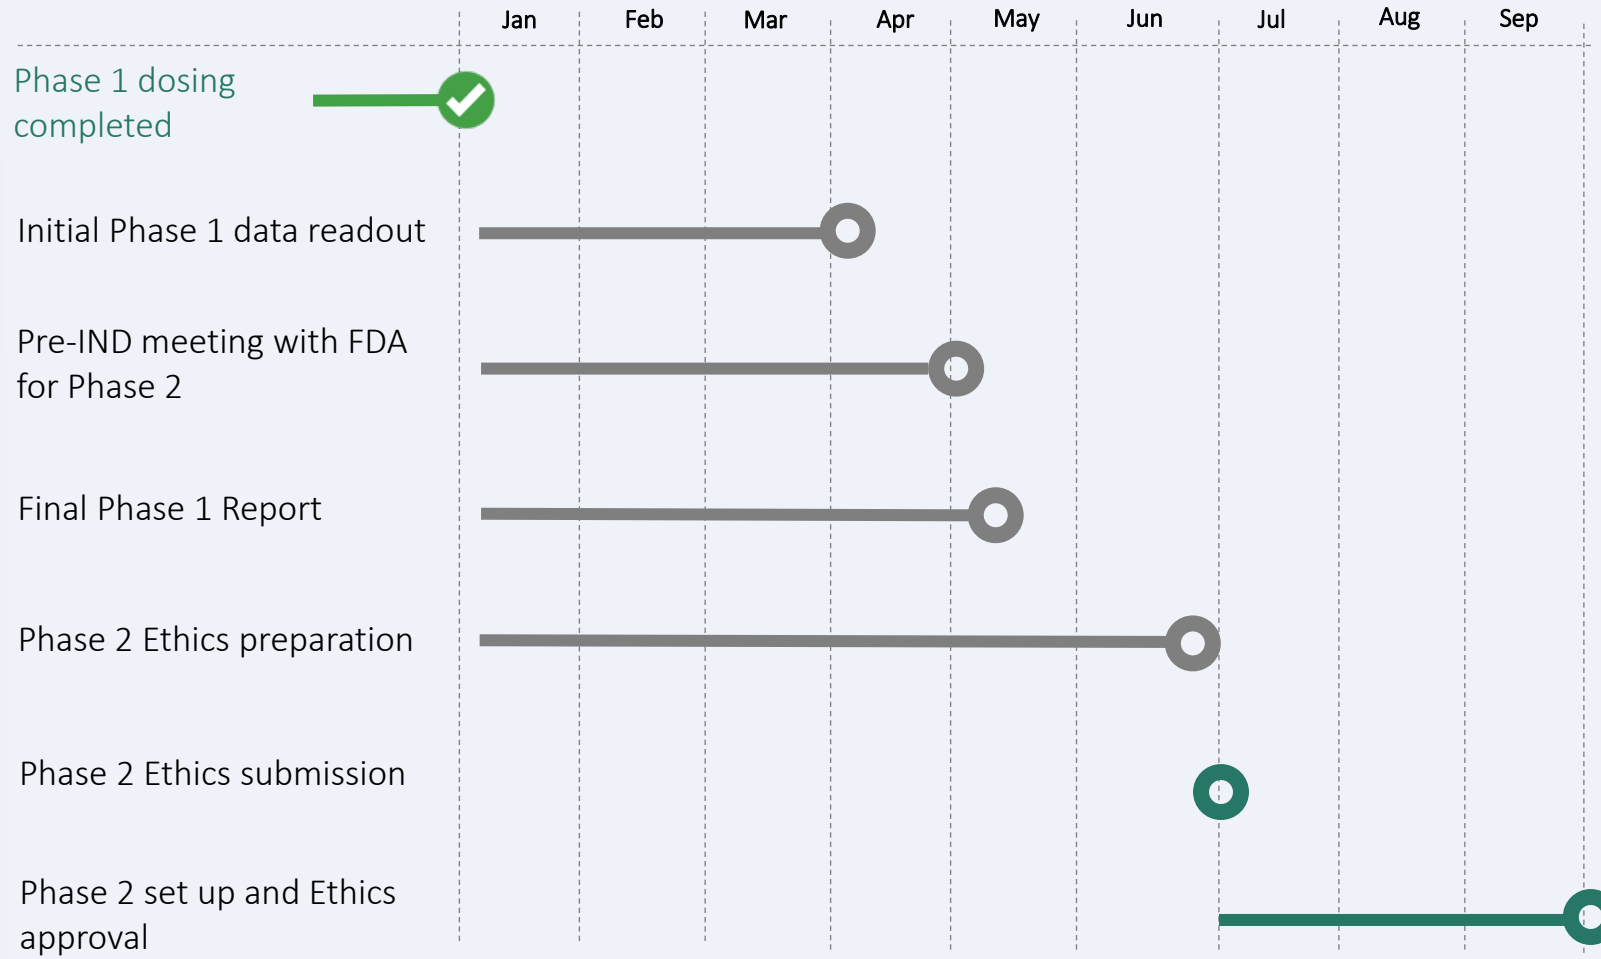 Jan Feb Mar Apr May Jun Jul Aug Sep
Phase 1 dosing
completed
Initial Phase 1 data readout
Pre-IND meeting with FDA
for Phase 2
Final Phase 1 Report
Phase 2 Ethics preparation
Phase 2 Ethics submission
Phase 2 set up and Ethics
approval